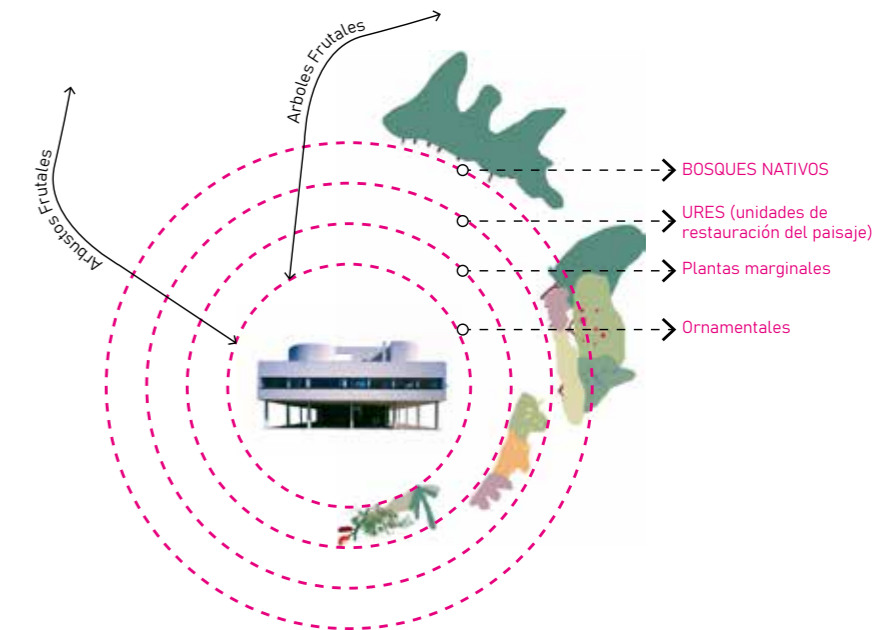 Arboles Frutales
Arbustos Frutales
BOSQUES NATIVOS
URES (unidades de
restauración del paisaje)
Plantas marginales
Ornamentales